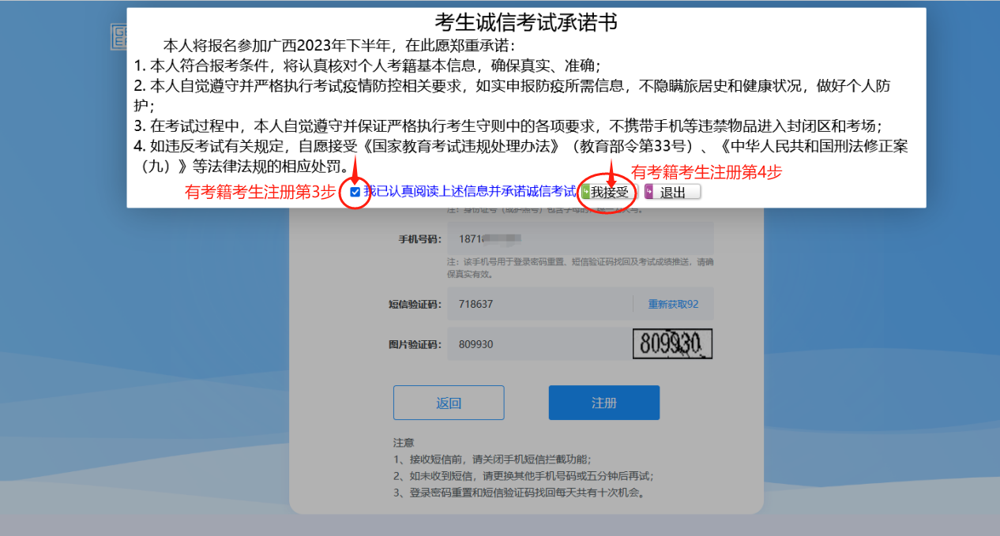 考生诚信考试承诺书
本人将报名参加广西2023年下半年，在此愿郑重承诺：
1. 本人符合报考条件，将认真核对个人考籍基本信息，确保真实、准确；
2. 本人自觉遵守并严格执行考试疫情防控相关要求，如实申报防疫所需信息，不隐瞒旅居史和健康状况，做好个人防
护；
3. 在考试过程中，本人自觉遵守并保证严格执行考生守则中的各项要求，不携带手机等违禁物品进入封闭区和考场；
4. 如违反考试有关规定，自愿接受《国家教育考试违规处理办法》（教育部令第33号）、《中华人民共和国刑法修正案
（九）》等法律法规的相应处罚。
有考籍考生注册第4步
有考籍考生注册第3步 我已认真阅读上述信息并承诺诚信考试 我接受 退出
手机号码： 1871
注：该手机号用于登录密码重置、短信验证码找回及考试成绩推送，请确
保真实有效。
短信验证码： 718637 重新获取92
图片验证码： 809930 809930
返回 注册
注意
1、接收短信前，请关闭手机短信拦截功能；
2、如未收到短信，请更换其他手机号码或五分钟后再试；
3、登录密码重置和短信验证码找回每天共有十次机会。